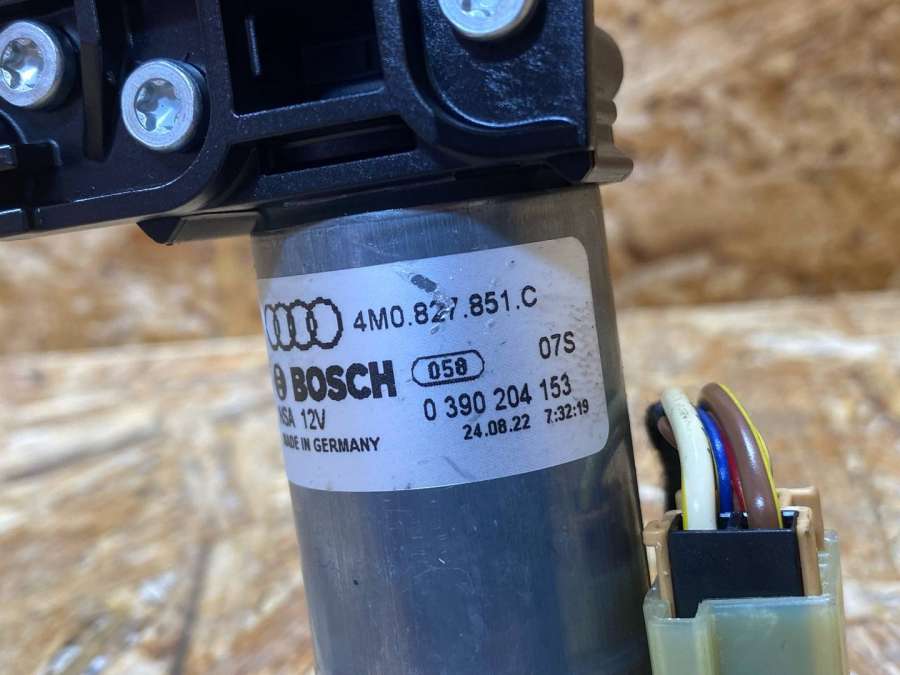 4M0.827.851.C
07S
BOSCH 058
0 390 204 153
12V
24.08.22 7:32:19
MADE IN GERMANY